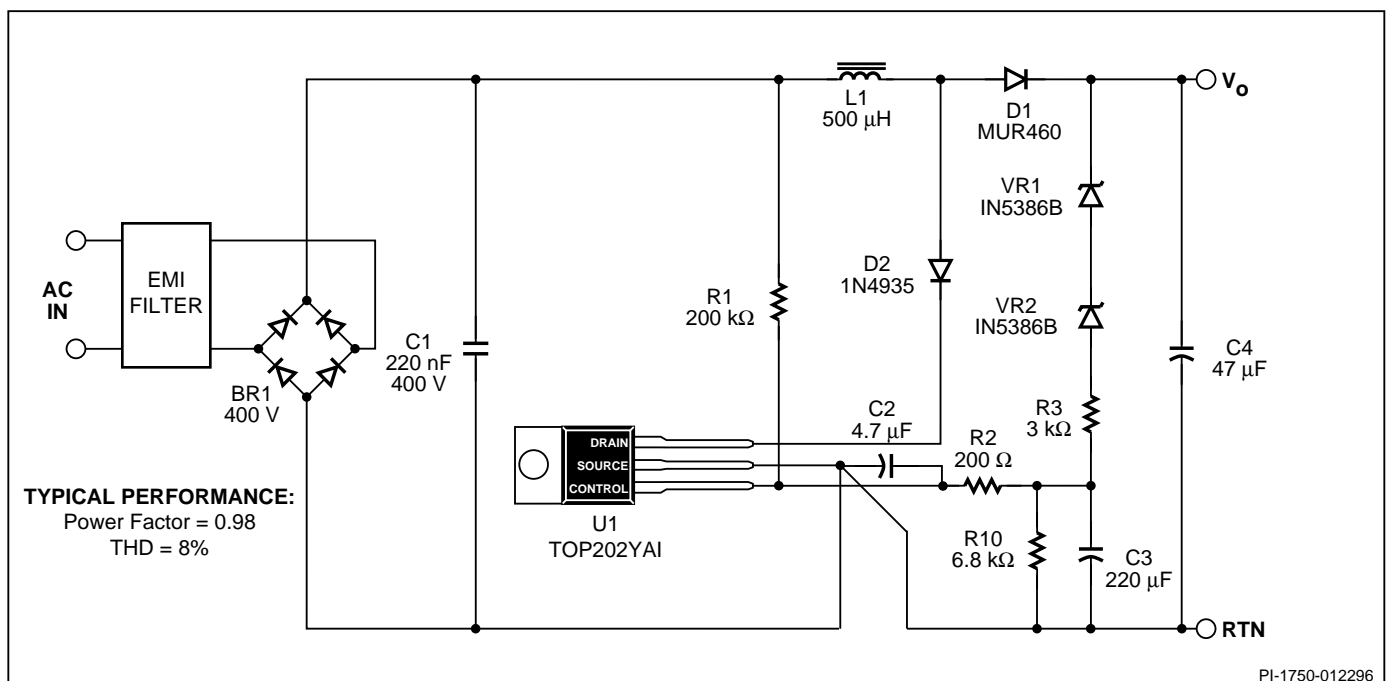 V_o
L1
500 µH
D1
MUR460
VR1
IN5386B
EMI
FILTER
AC
IN
D2
1N4935
R1
200 kΩ
VR2
IN5386B
C1
220 nF
400 V
C4
47 µF
BR1
400 V
C2
4.7 µF
R3
3 kΩ
DRAIN
SOURCE
CONTROL
R2
200 Ω
TYPICAL PERFORMANCE:
Power Factor = 0.98
THD = 8%
U1
TOP202YAI
R10
6.8 kΩ
C3
220 µF
RTN
PI-1750-012296